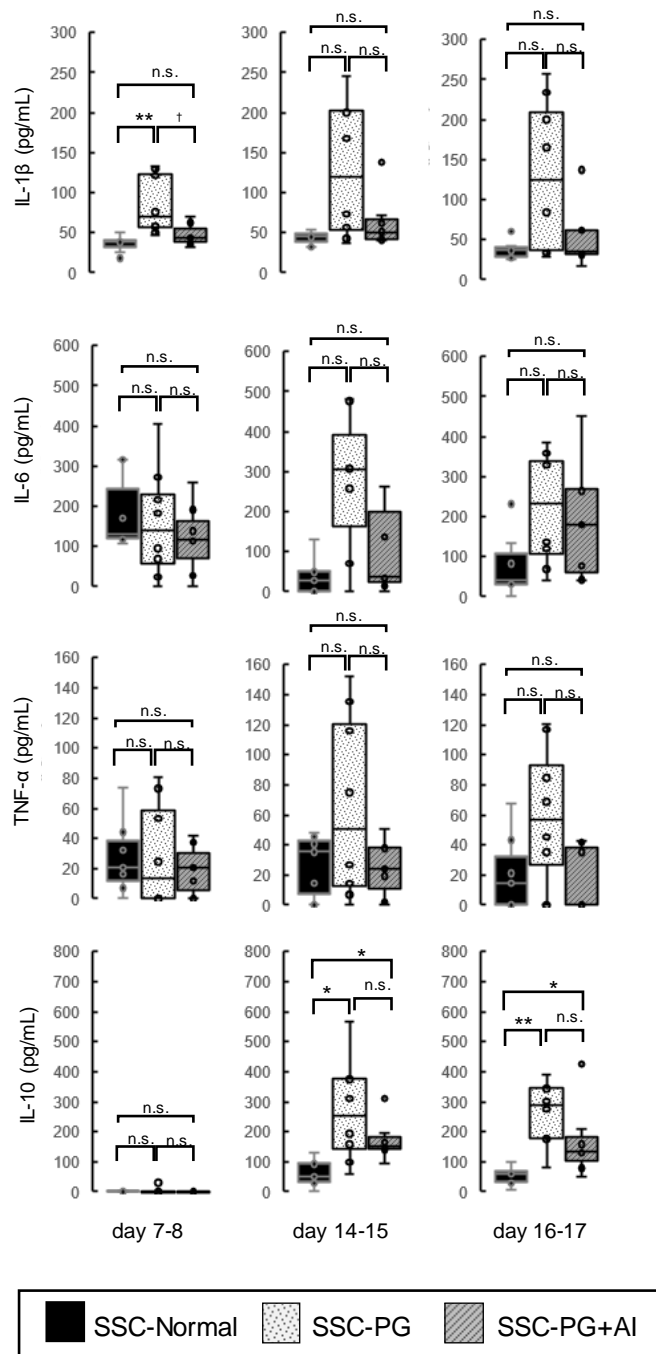 n.s. n.s. n.s.
n.s. n.s. n.s. n.s.
** †
IL-1β (pg/mL)
300 300 300
250 250 250
200 200 200
150 150 150
100 100 100
50 50 50
0 0 0
n.s. n.s. n.s.
n.s. n.s. n.s. n.s. n.s. n.s.
IL-6 (pg/mL)
600 600 600
500 500 500
400 400 400
300 300 300
200 200 200
100 100 100
0 0 0
n.s. n.s. n.s.
n.s. n.s. n.s. n.s. n.s. n.s.
TNF-α (pg/mL)
160 160 160
140 140 140
120 120 120
100 100 100
80 80 80
60 60 60
40 40 40
20 20 20
0 0 0
n.s. * *
n.s. n.s. * n.s. ** n.s.
IL-10 (pg/mL)
800 800 800
700 700 700
600 600 600
500 500 500
400 400 400
300 300 300
200 200 200
100 100 100
0 0 0
day 7-8 day 14-15 day 16-17
SSC-Normal SSC-PG SSC-PG+AI